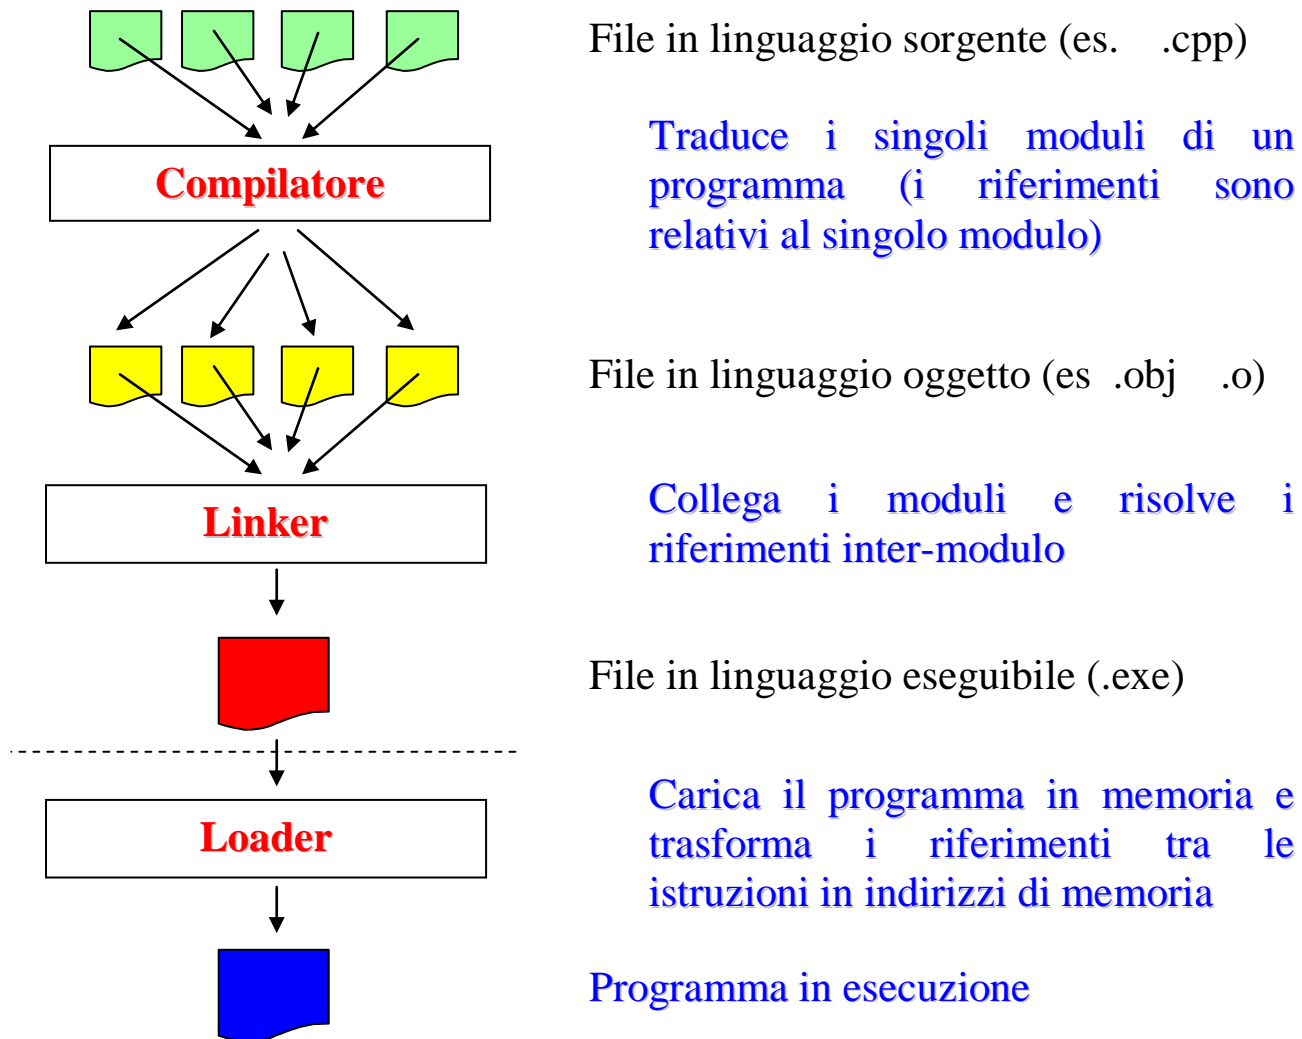 File in linguaggio sorgente (es. .cpp)
Traduce i singoli moduli di un
programma (i riferimenti sono
relativi al singolo modulo)
Compilatore
File in linguaggio oggetto (es .obj .o)
Collega i moduli e risolve i
riferimenti inter-modulo
Linker
File in linguaggio eseguibile (.exe)
Carica il programma in memoria e
trasforma i riferimenti tra le
istruzioni in indirizzi di memoria
Loader
Programma in esecuzione